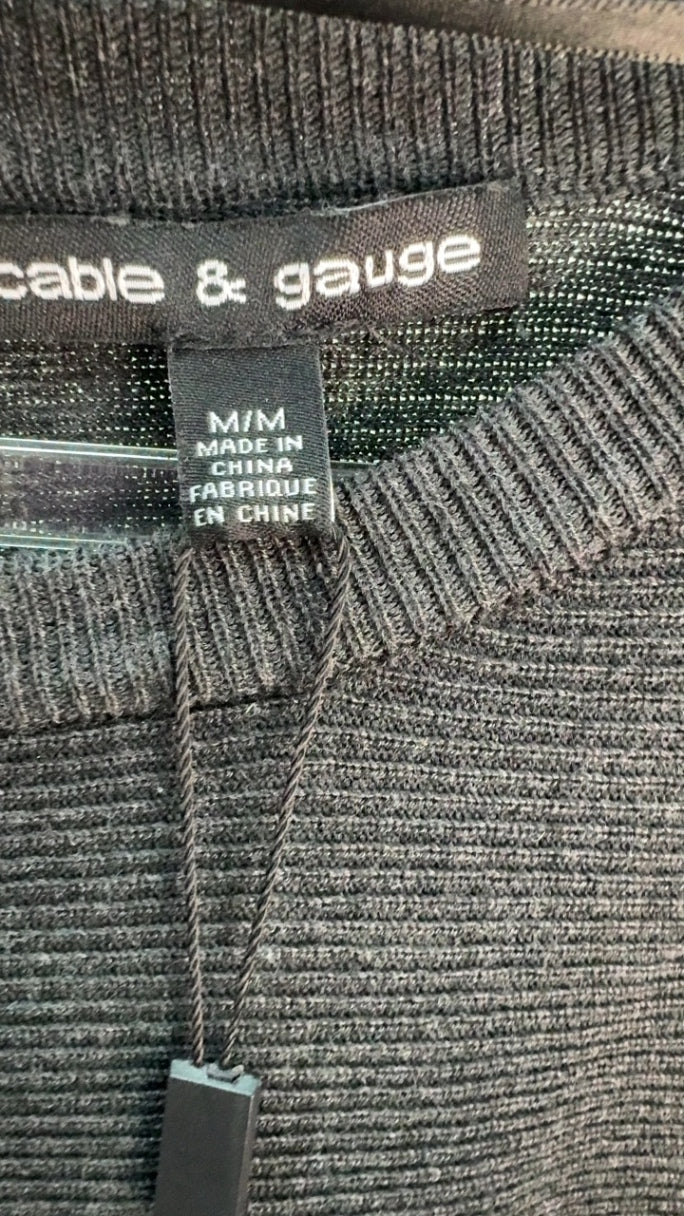 cable & gauge
M/M
MADE IN
CHINA
FABRIQUE
EN CHINE